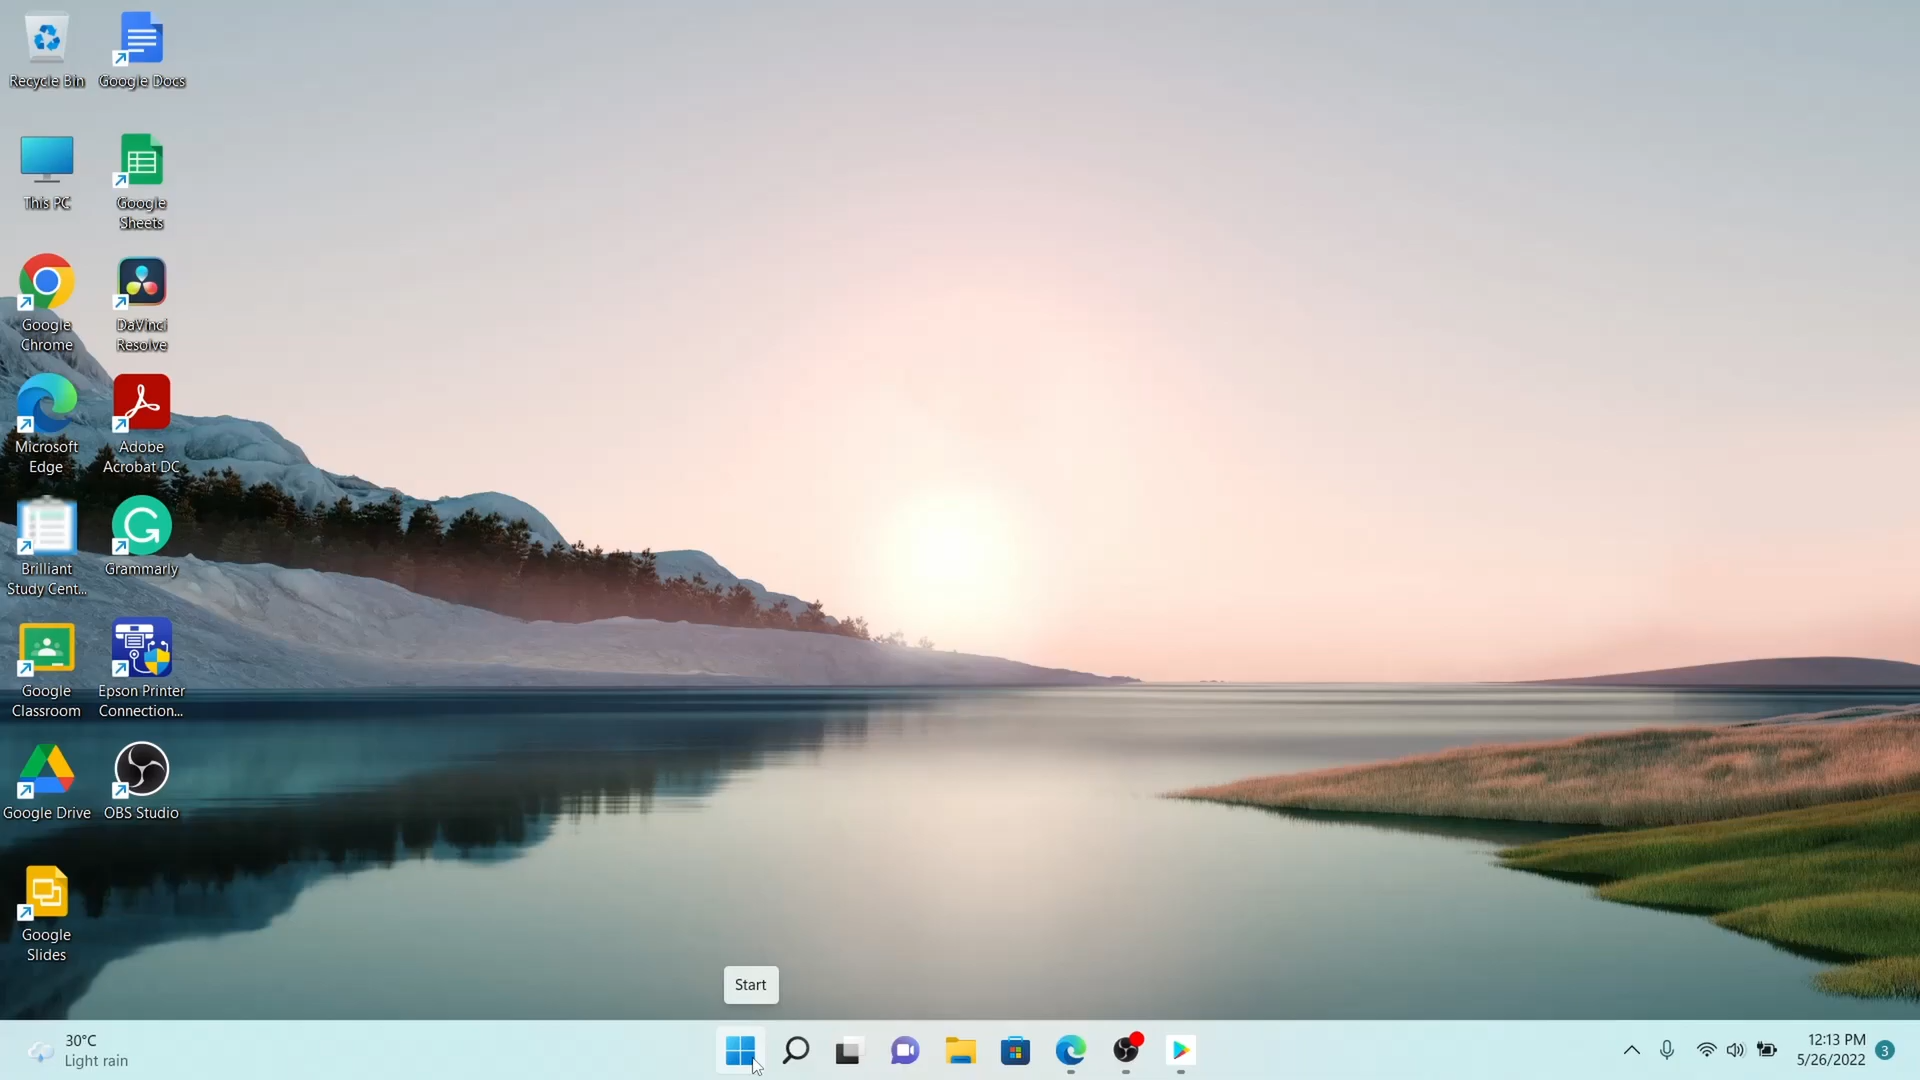 Recycle Bin
Google Docs
This PC
Google
Sheets
Google
Chrome
DaVinci
Resolve
Microsoft
Edge
Adobe
Acrobat DC
Brilliant
Study Cent...
Grammarly
Google
Classroom
Epson Printer
Connection...
Google Drive
OBS Studio
Google
Slides
Start
30°C
Light rain
12:13 PM
5/26/2022
3